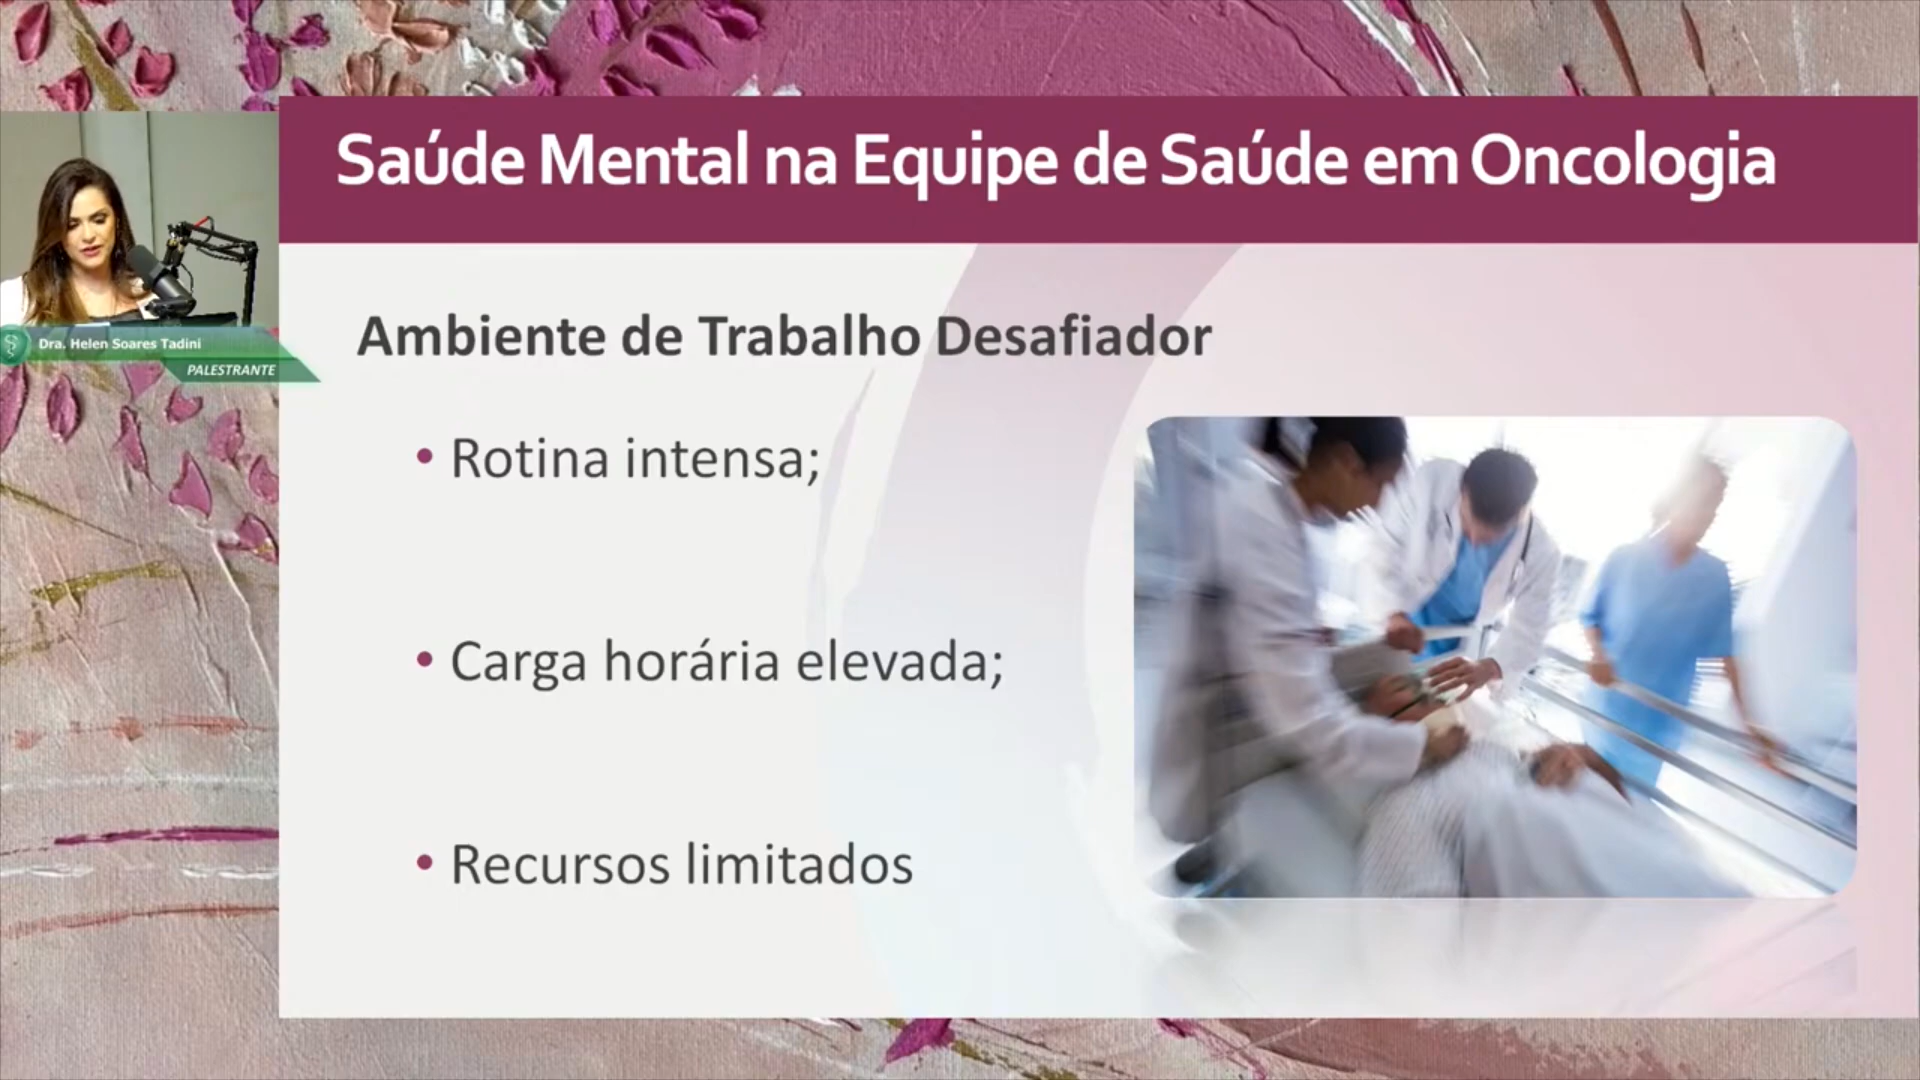 Saúde Mental na Equipe de Saúde em Oncologia
Dra. Helen Soares Tadini
PALESTRANTE
Ambiente de Trabalho Desafiador
• Rotina intensa;
• Carga horária elevada;
• Recursos limitados